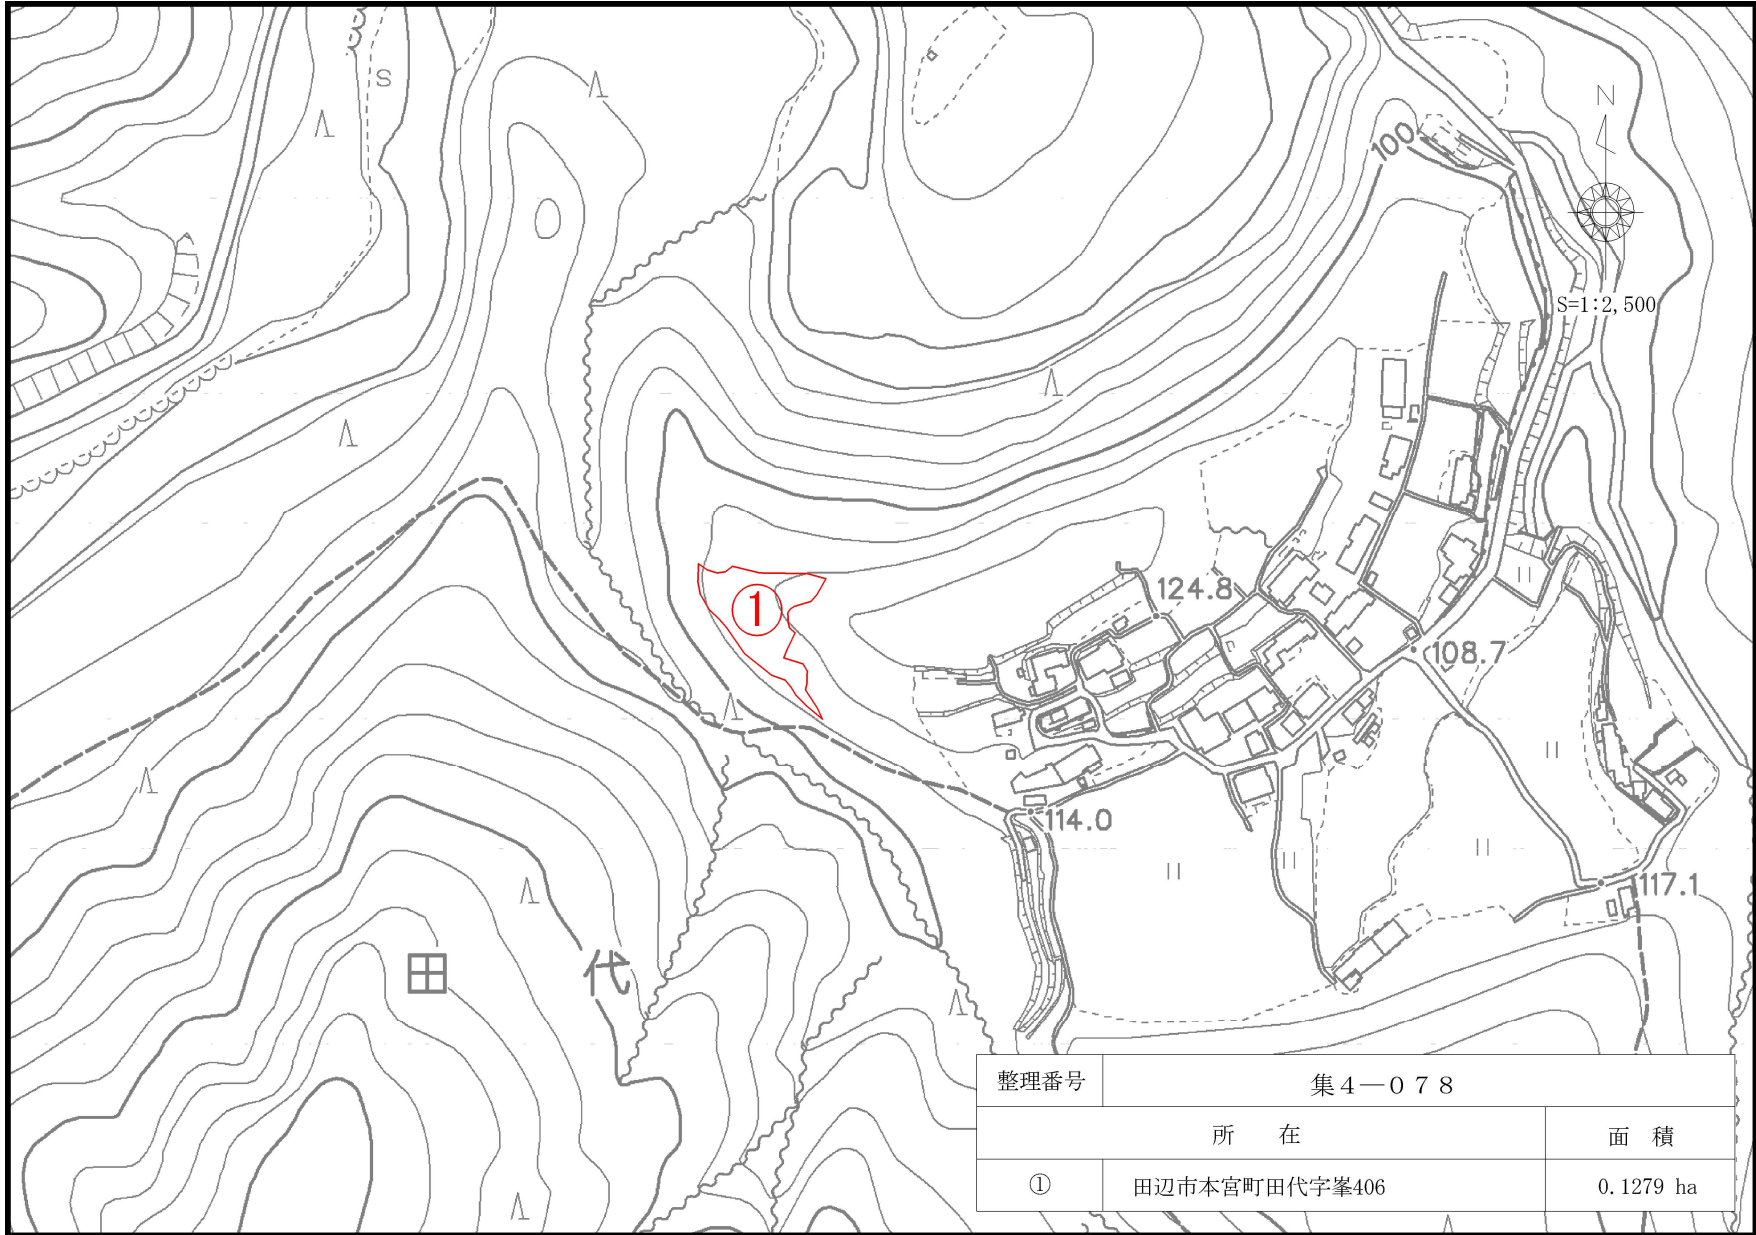 S
N
100
S=1:2,500
124.8
108.7
①
114.0
117.1
田代
整理番号 集4―078
所 在 面 積
① 田辺市本宮町田代字峯406 0.1279 ha